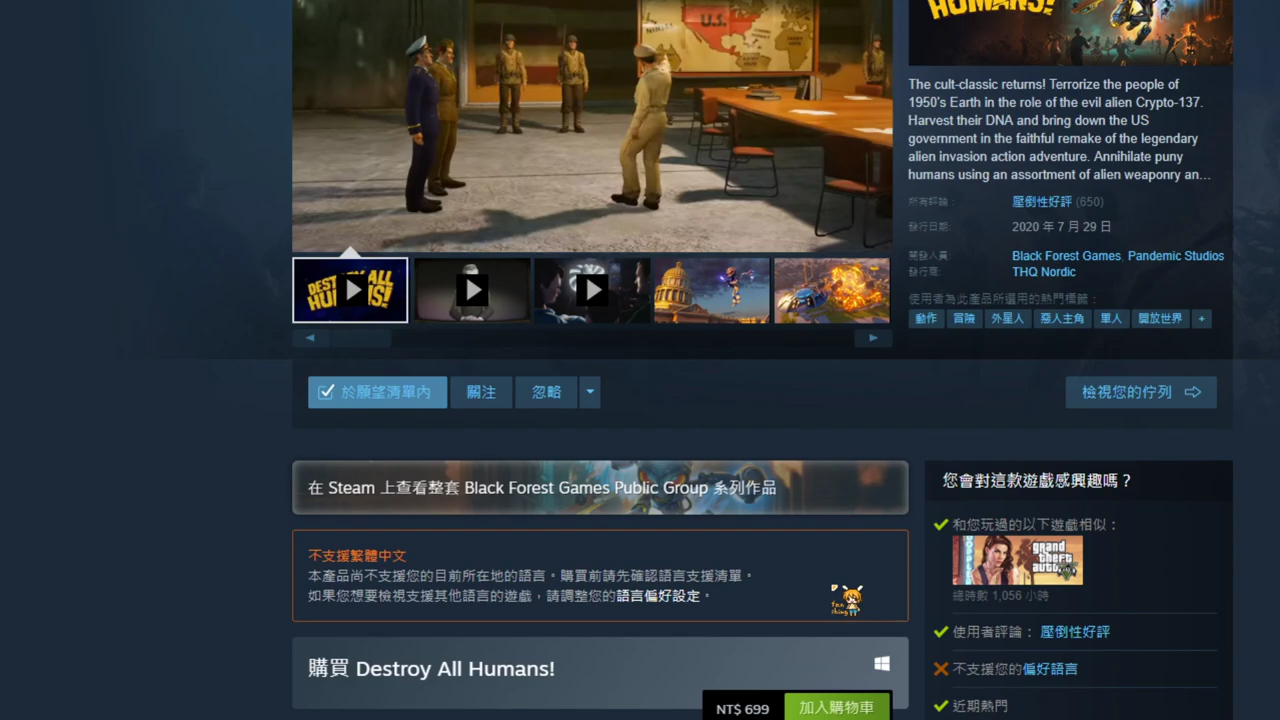 U.S.
HUMANS!
The cult-classic returns! Terrorize the people of
1950's Earth in the role of the evil alien Crypto-137.
Harvest their DNA and bring down the US
government in the faithful remake of the legendary
alien invasion action adventure. Annihilate puny
humans using an assortment of alien weaponry an...
所有評論：
壓倒性好評 (650)
發行日期:
2020 年 7 月 29 日
開發人員:
Black Forest Games, Pandemic Studios
發行商:
THQ Nordic
使用者為此產品所選用的熱門標籤：
動作 冒險 外星人 惡人主角 單人 開放世界 +
DESTROY ALL
HUMANS!
於願望清單內 關注 忽略
檢視您的佇列
在 Steam 上查看整套 Black Forest Games Public Group 系列作品
不支援繁體中文
本產品尚不支援您的目前所在地的語言。購買前請先確認語言支援清單。
如果您想要檢視支援其他語言的遊戲，請調整您的語言偏好設定。
購買 Destroy All Humans!
NT$ 699 加入購物車
您會對這款遊戲感興趣嗎？
和您玩過的以下遊戲相似：
grand
theft
auto
總時數 1,056 小時
使用者評論： 壓倒性好評
不支援您的偏好語言
近期熱門